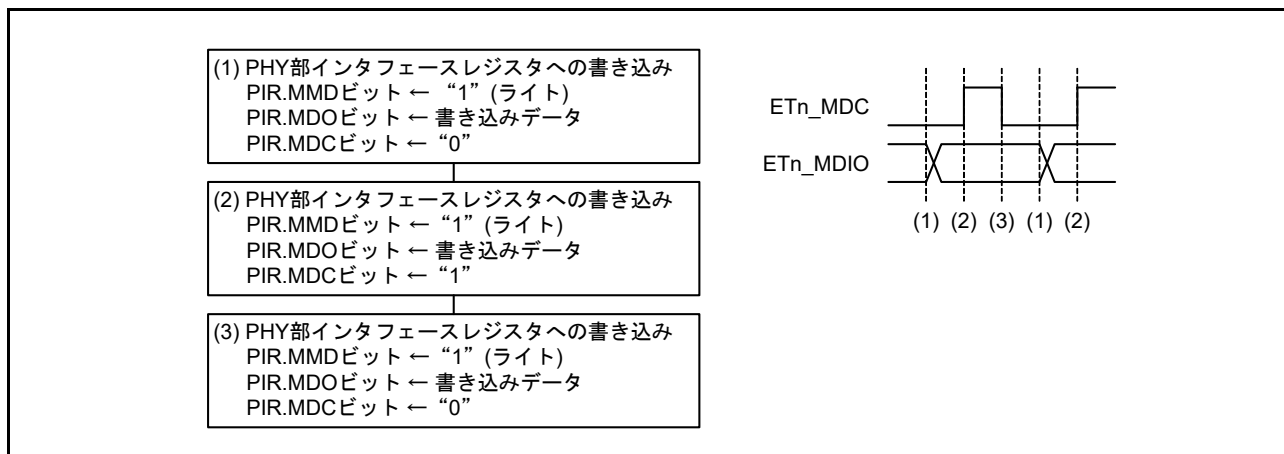 (1) PHY部インタフェースレジスタへの書き込み
PIR.MMDビット ← “1” (ライト)
PIR.MDOビット ← 書き込みデータ
PIR.MDCビット ← “0”
(2) PHY部インタフェースレジスタへの書き込み
PIR.MMDビット ← “1” (ライト)
PIR.MDOビット ← 書き込みデータ
PIR.MDCビット ← “1”
(3) PHY部インタフェースレジスタへの書き込み
PIR.MMDビット ← “1” (ライト)
PIR.MDOビット ← 書き込みデータ
PIR.MDCビット ← “0”
ETn_MDC
ETn_MDIO
(1) (2) (3) (1) (2)